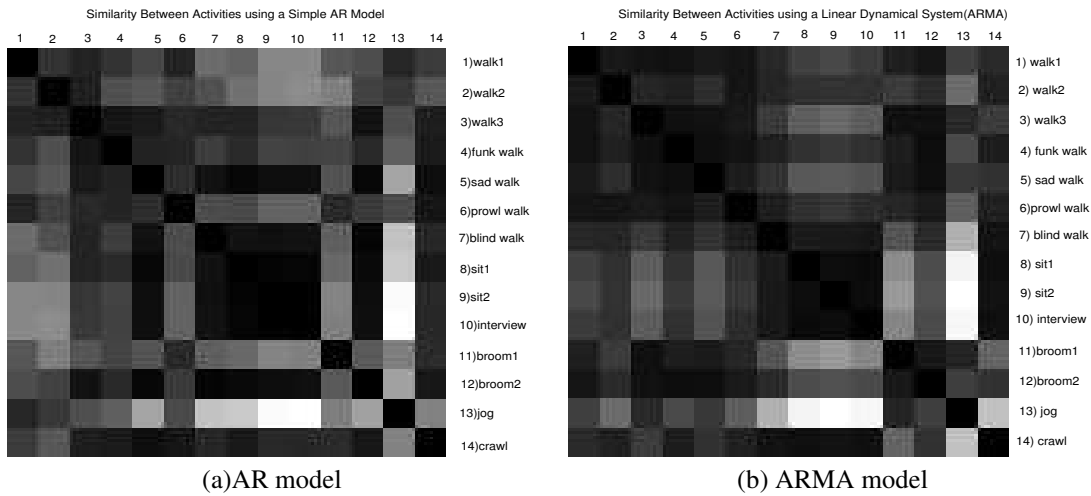 Similarity Between Activities using a Simple AR Model
1 2 3 4 5 6 7 8 9 10 11 12 13 14
1)walk1
2)walk2
3)walk3
4)funk walk
5)sad walk
6)prowl walk
7)blind walk
8)sit1
9)sit2
10)interview
11)broom1
12)broom2
13)jog
14)crawl
(a)AR model
Similarity Between Activities using a Linear Dynamical System(ARMA)
1 2 3 4 5 6 7 8 9 10 11 12 13 14
1) walk1
2) walk2
3) walk3
4) funk walk
5) sad walk
6)prowl walk
7) blind walk
8) sit1
9) sit2
10) interview
11)broom1
12)broom2
13) jog
14) crawl
(b) ARMA model